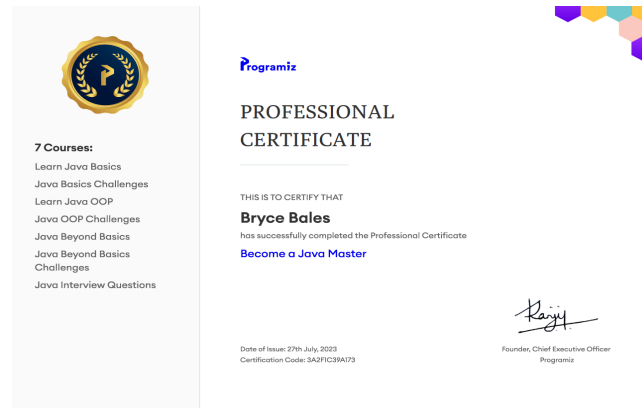 7 Courses:
Learn Java Basics
Java Basics Challenges
Learn Java OOP
Java OOP Challenges
Java Beyond Basics
Java Beyond Basics
Challenges
Java Interview Questions
Programiz
PROFESSIONAL
CERTIFICATE
THIS IS TO CERTIFY THAT
Bryce Bales
has successfully completed the Professional Certificate
Become a Java Master
Ranjit
Date of Issue: 27th July, 2023
Certification Code: 3A2F1C39A173
Founder, Chief Executive Officer
Programiz